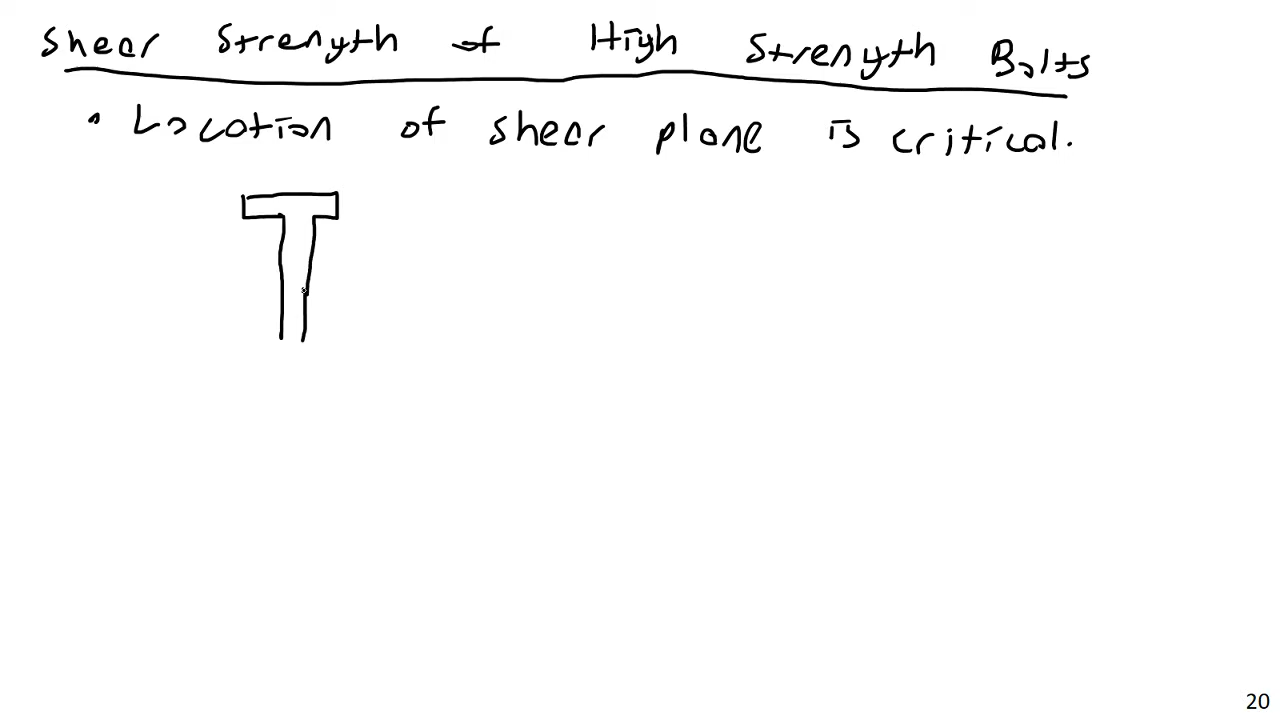 Shear Strength of High Strength Bolts
• Location of shear plane is critical.
20